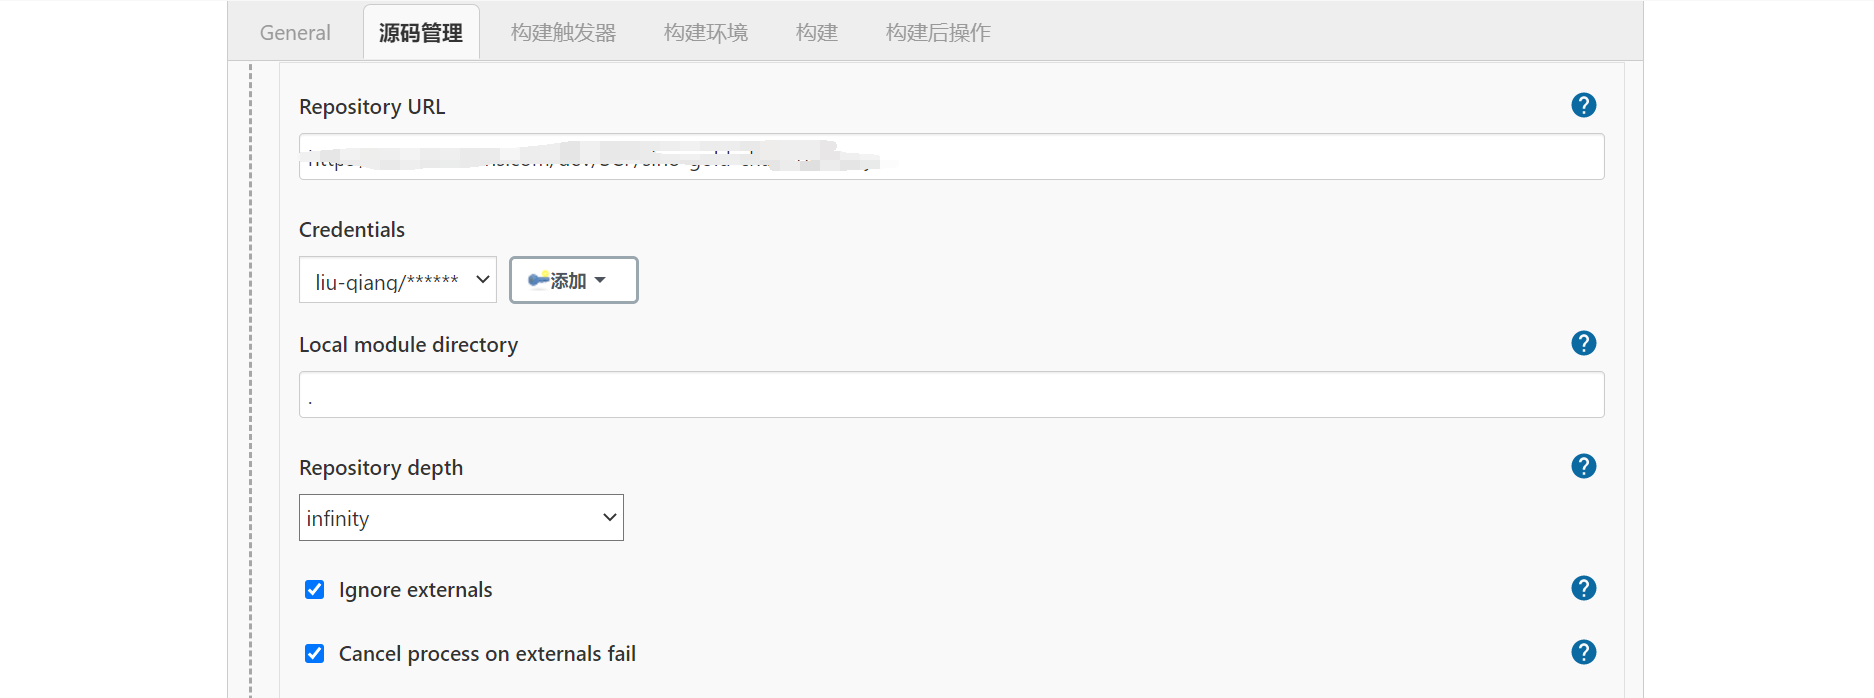 General 源码管理 构建触发器 构建环境 构建 构建后操作
Repository URL
Credentials
liu-qiang/******
添加
Local module directory
.
Repository depth
infinity
Ignore externals
Cancel process on externals fail